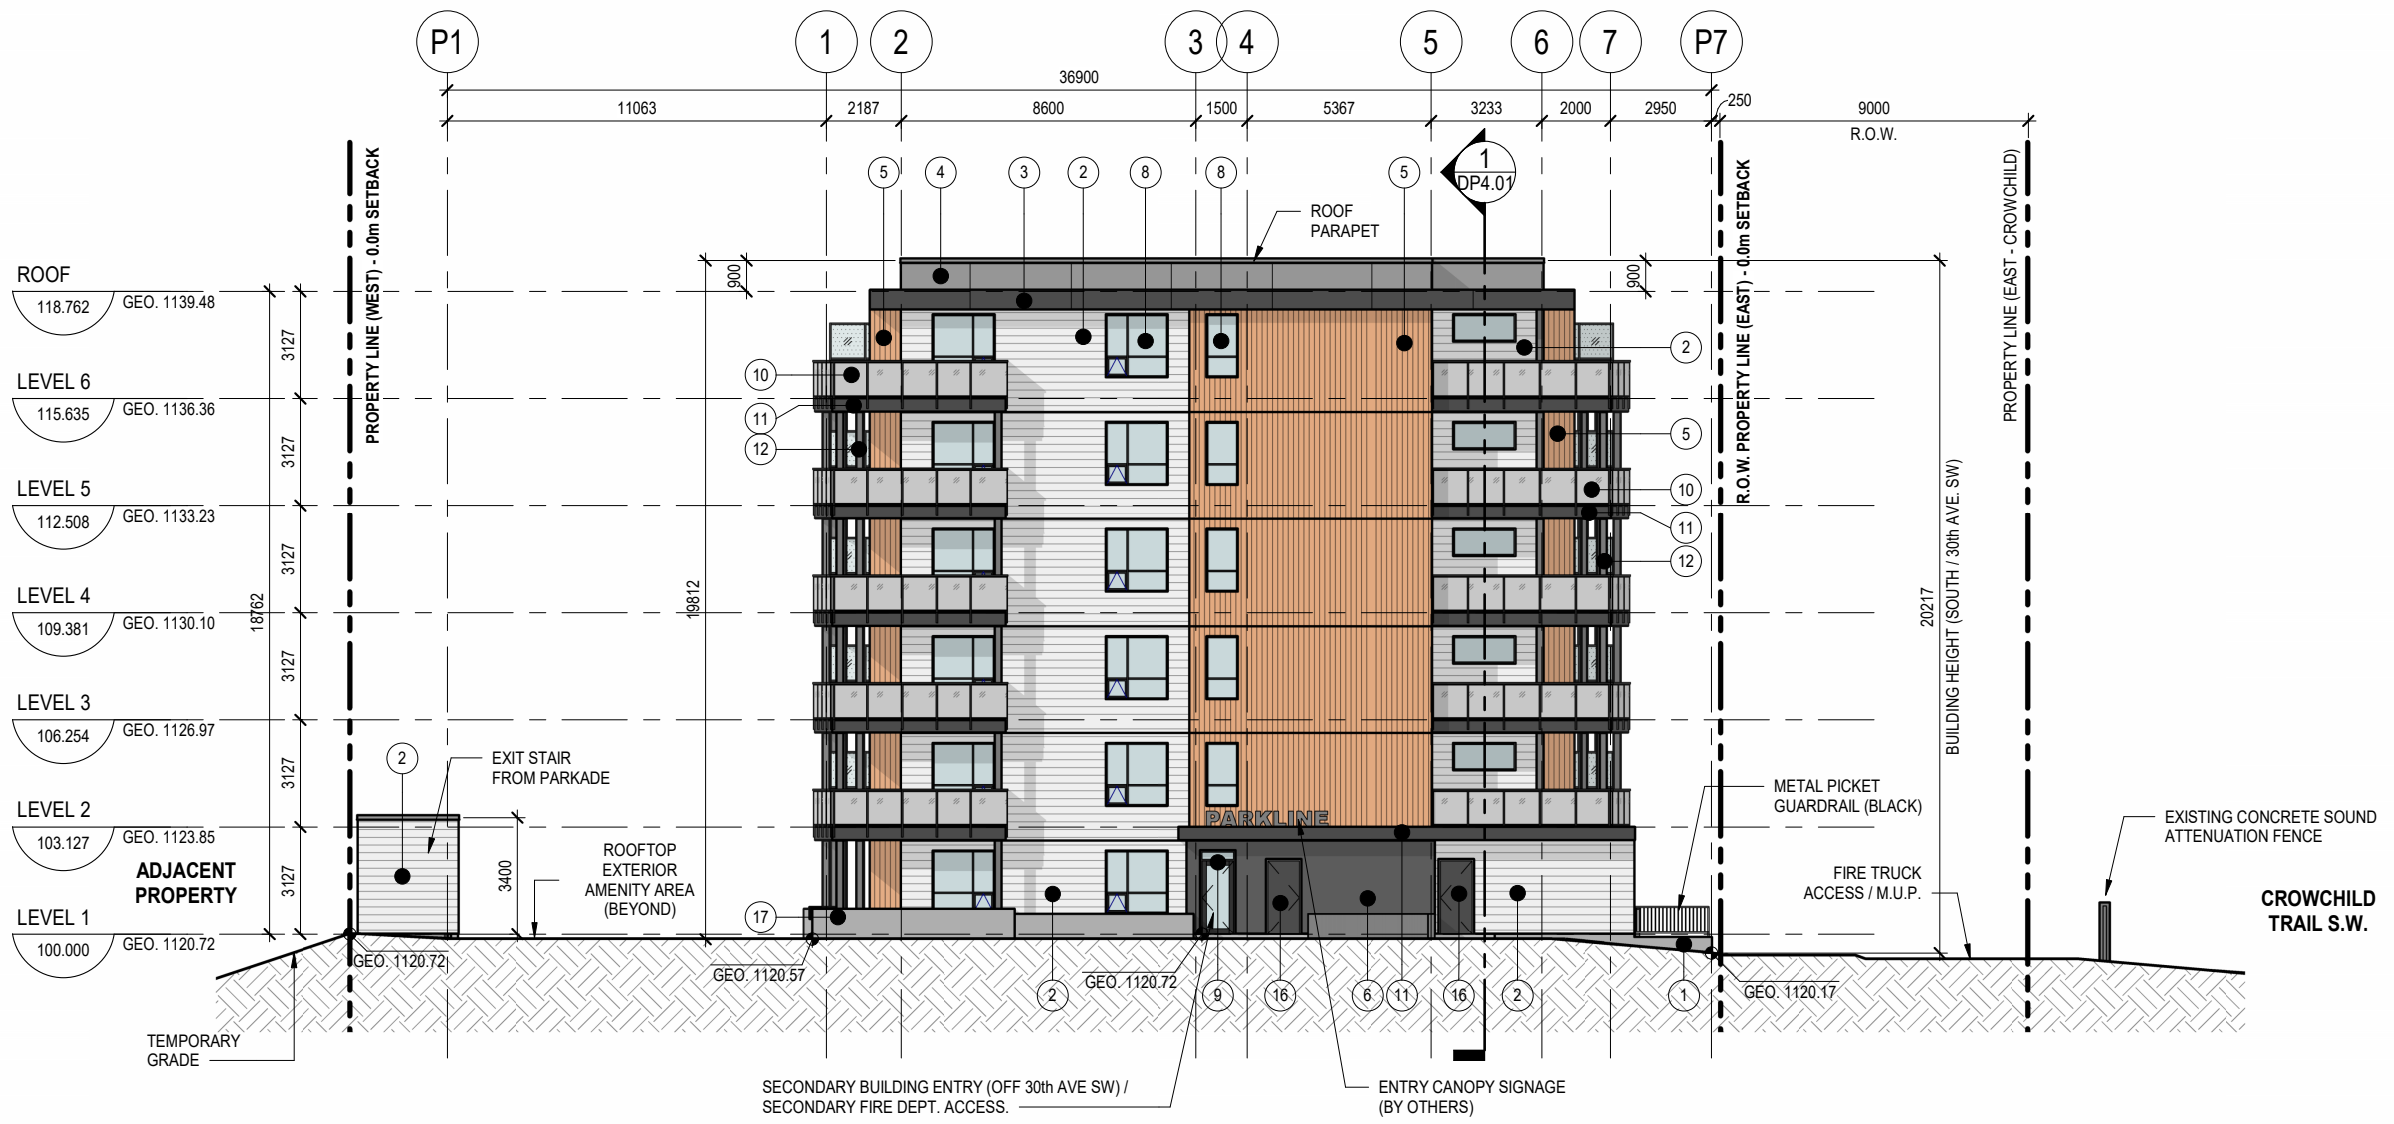 P1 1 2 3 4 5 6 7 P7
36900
11063 2187 8600 1500 5367 3233 2000 2950 250 9000
R.O.W.
PROPERTY LINE (WEST) - 0.0m SETBACK
R.O.W. PROPERTY LINE (EAST) - 0.0m SETBACK
PROPERTY LINE (EAST - CROWCHILD)
5 4 3 2 8 8 5
1
DP4.01
ROOF
PARAPET
900
900
ROOF
118.762 GEO. 1139.48
3127
LEVEL 6
115.635 GEO. 1136.36
3127
LEVEL 5
112.508 GEO. 1133.23
3127
LEVEL 4
109.381 GEO. 1130.10
3127
LEVEL 3
106.254 GEO. 1126.97
3127
LEVEL 2
103.127 GEO. 1123.85
3127
LEVEL 1
100.000 GEO. 1120.72
18762
19812
20217
BUILDING HEIGHT (SOUTH / 30th AVE. SW)
10
11
12
17
2
5
10
11
12
2
EXIT STAIR
FROM PARKADE
3400
ADJACENT
PROPERTY
ROOFTOP
EXTERIOR
AMENITY AREA
(BEYOND)
PARKLINE
METAL PICKET
GUARDRAIL (BLACK)
FIRE TRUCK
ACCESS / M.U.P.
EXISTING CONCRETE SOUND
ATTENUATION FENCE
CROWCHILD
TRAIL S.W.
GEO. 1120.72
GEO. 1120.57
GEO. 1120.72
GEO. 1120.17
2 9 16 6 11 16 2 1
TEMPORARY
GRADE
SECONDARY BUILDING ENTRY (OFF 30th AVE SW) /
SECONDARY FIRE DEPT. ACCESS.
ENTRY CANOPY SIGNAGE
(BY OTHERS)